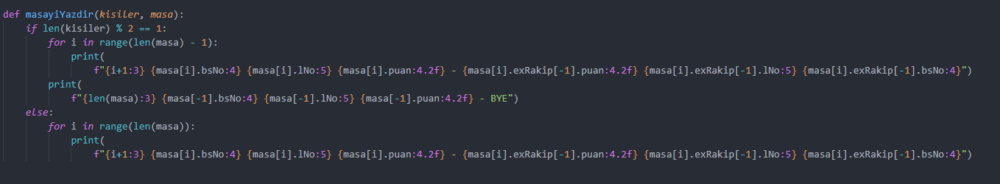 def masayiYazdir(kisiler, masa):
    if len(kisiler) % 2 == 1:
        for i in range(len(masa) - 1):
            print(
                f"{i+1:3} {masa[i].bsNo:4} {masa[i].lNo:5} {masa[i].puan:4.2f} - {masa[i].exRakip[-1].puan:4.2f} {masa[i].exRakip[-1].lNo:5} {masa[i].exRakip[-1].bsNo:4}")
        print(
            f"{len(masa):3} {masa[-1].bsNo:4} {masa[-1].lNo:5} {masa[-1].puan:4.2f} - BYE")
    else:
        for i in range(len(masa)):
            print(
                f"{i+1:3} {masa[i].bsNo:4} {masa[i].lNo:5} {masa[i].puan:4.2f} - {masa[i].exRakip[-1].puan:4.2f} {masa[i].exRakip[-1].lNo:5} {masa[i].exRakip[-1].bsNo:4}")